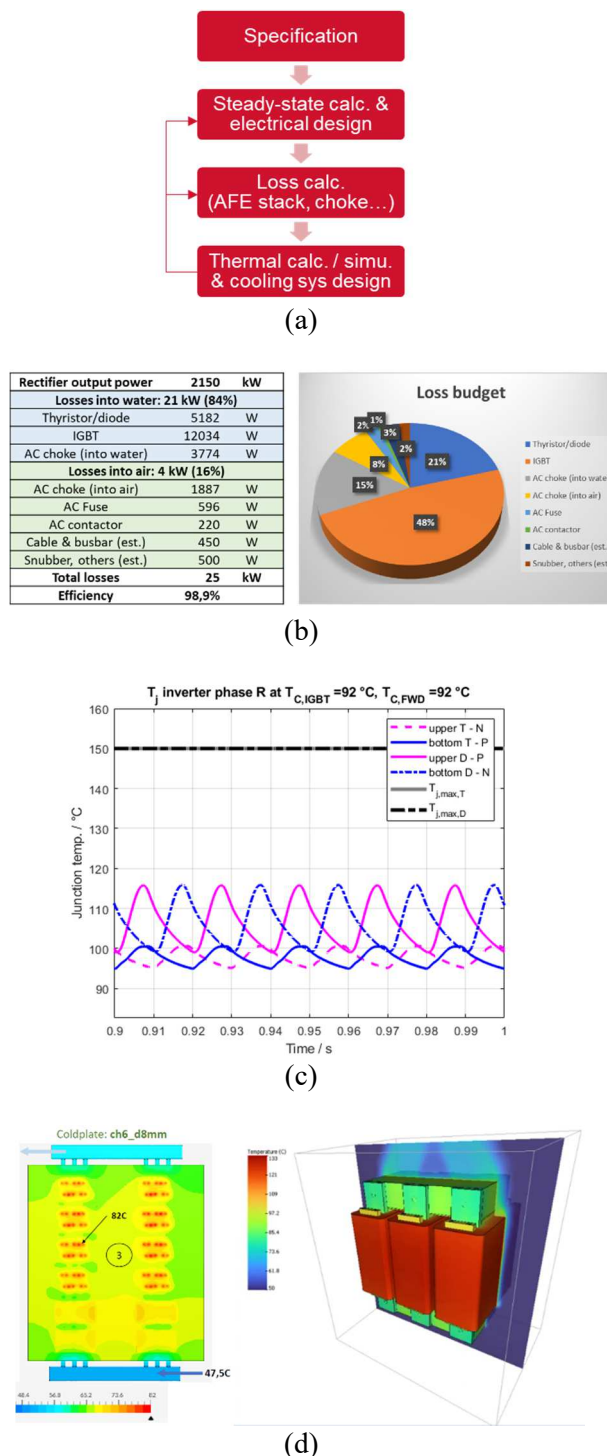 Specification
Steady-state calc. &
electrical design
Loss calc.
(AFE stack, choke…)
Thermal calc. / simu.
& cooling sys design
(a)
Rectifier output power 2150 kW
Losses into water: 21 kW (84%)
Thyristor/diode 5182 W
IGBT 12034 W
AC choke (into water) 3774 W
Losses into air: 4 kW (16%)
AC choke (into air) 1887 W
AC Fuse 596 W
AC contactor 220 W
Cable & busbar (est.) 450 W
Snubber, others (est.) 500 W
Total losses 25 kW
Efficiency 98,9%
Loss budget
2%
1%
3%
2%
8%
21%
15%
48%
Thyristor/diode
IGBT
AC choke (into wate
AC choke (into air)
AC Fuse
AC contactor
Cable & busbar (est.)
Snubber, others (est
(b)
T_j inverter phase R at T_C,IGBT =92 °C, T_C,FWD =92 °C
160
150
140
130
120
110
100
90
Junction temp. / °C
upper T - N
bottom T - P
upper D - P
bottom D - N
T_j,max,T
T_j,max,D
0.9 0.91 0.92 0.93 0.94 0.95 0.96 0.97 0.98 0.99 1
Time / s
(c)
Coldplate: ch6_d8mm
82C
3
47,5C
48.4 56.8 65.2 73.6 82
Temperature (C)
133
121
109
97.2
85.4
73.6
61.8
50
(d)